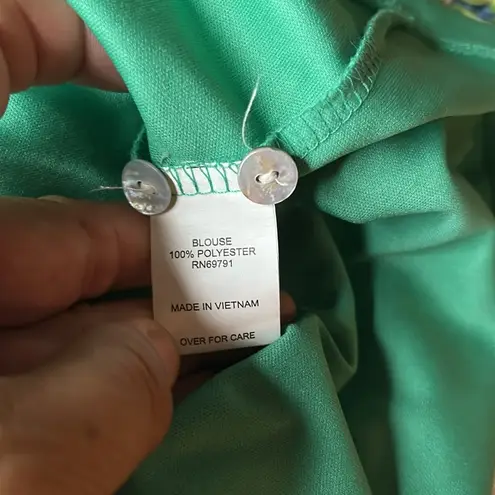 BLOUSE
100% POLYESTER
RN69791
MADE IN VIETNAM
OVER FOR CARE